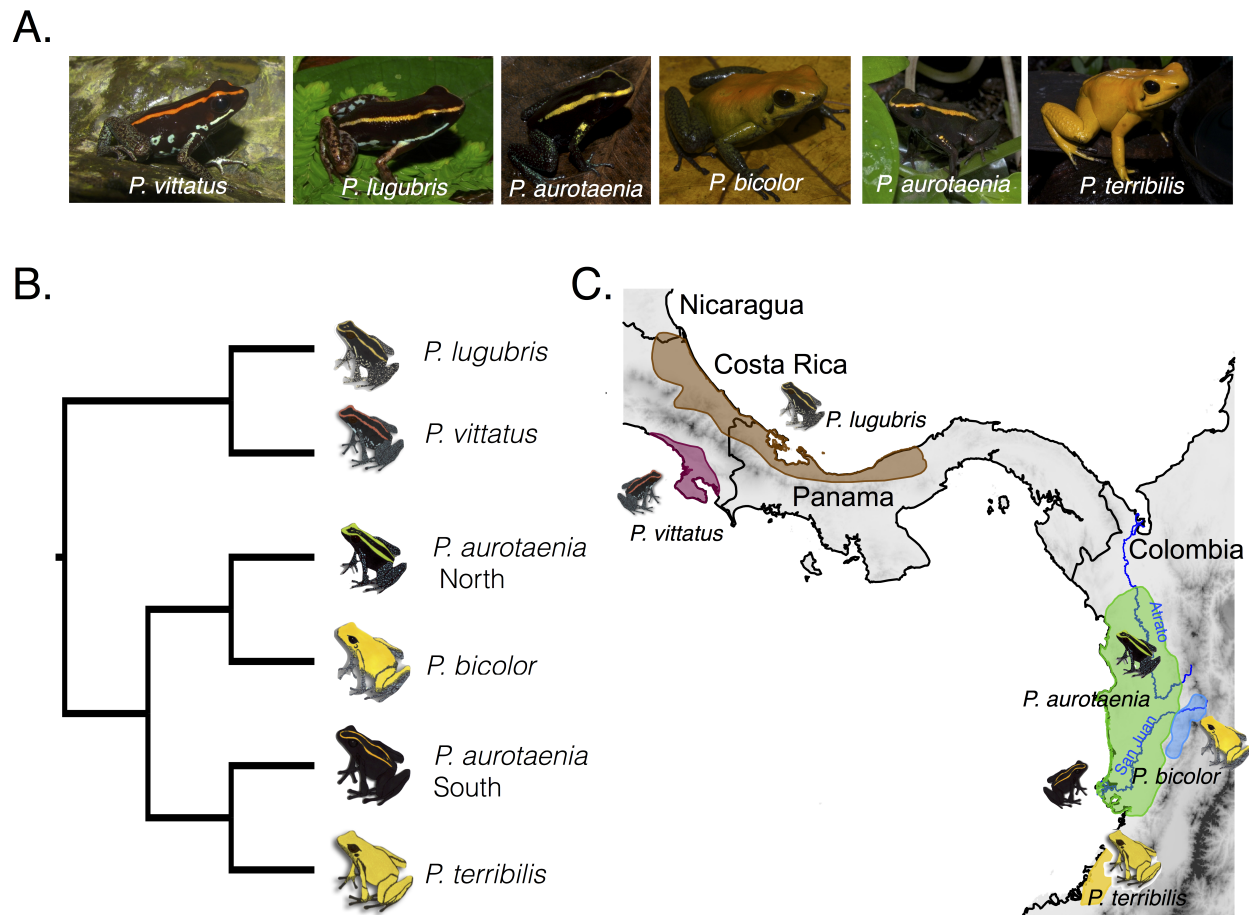 A.
P. vittatus
P. lugubris
P. aurotaenia
P. bicolor
P. aurotaenia
P. terribilis
B.
P. lugubris
P. vittatus
P. aurotaenia
North
P. bicolor
P. aurotaenia
South
P. terribilis
C.
Nicaragua
Costa Rica
P. lugubris
Panama
P. vittatus
Colombia
Atrato
P. aurotaenia
San Juan
P. bicolor
P. terribilis